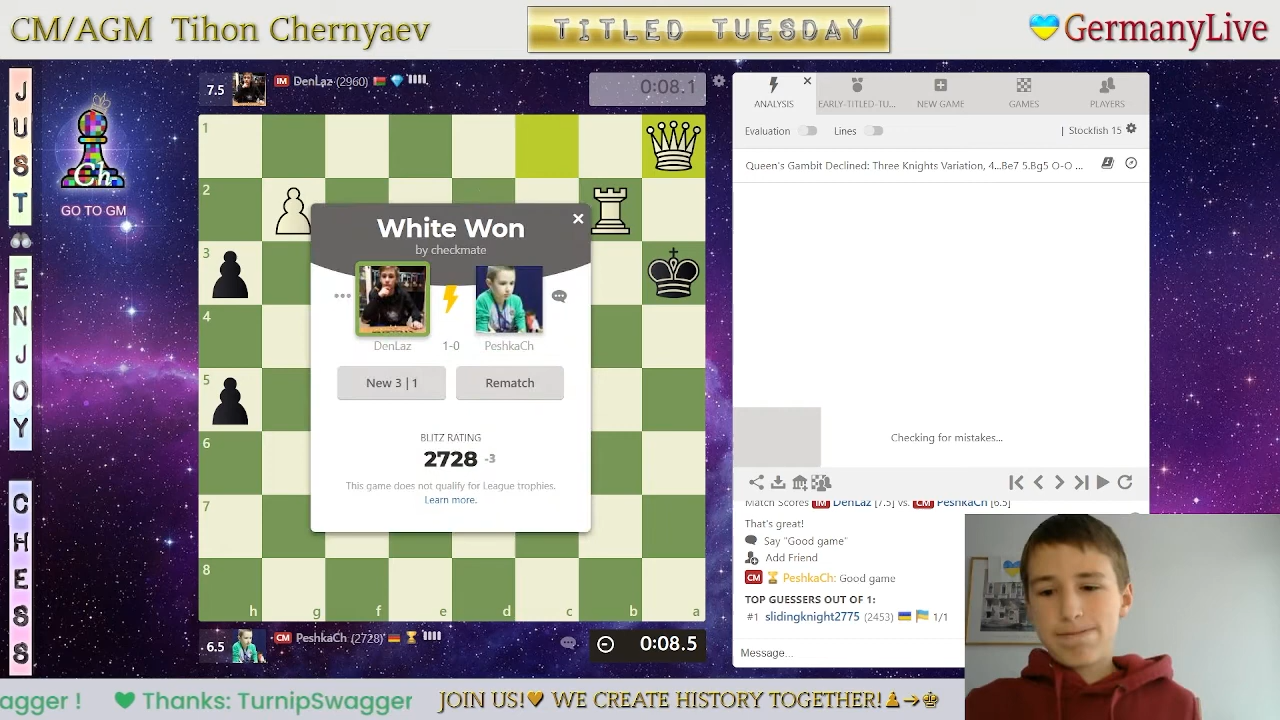 CM/AGM Tihon Chernyaev
TITLED TUESDAY
GermanyLive
JUST
ENJOY
CHESS
Ch
GO TO GM
7.5
IM DenLaz (2960)
0:08.1
1
2
3
4
5
6
7
8
h g f e d c b a
White Won
by checkmate
DenLaz 1-0 PeshkaCh
New 3 | 1
Rematch
BLITZ RATING
2728 -3
This game does not qualify for League trophies.
Learn more.
6.5
CM PeshkaCh (2728)
0:08.5
ANALYSIS
EARLY-TITLED-TU...
NEW GAME
GAMES
PLAYERS
Evaluation
Lines
| Stockfish 15
Queen's Gambit Declined: Three Knights Variation, 4...Be7 5.Bg5 O-O ...
Checking for mistakes...
Match Scores IM DenLaz [7.5] vs. CM PeshkaCh [6.5]
That's great!
Say "Good game"
Add Friend
CM PeshkaCh: Good game
TOP GUESSERS OUT OF 1:
#1 slidingknight2775 (2453) 1/1
Message...
agger !
Thanks: TurnipSwagger
JOIN US! WE CREATE HISTORY TOGETHER!